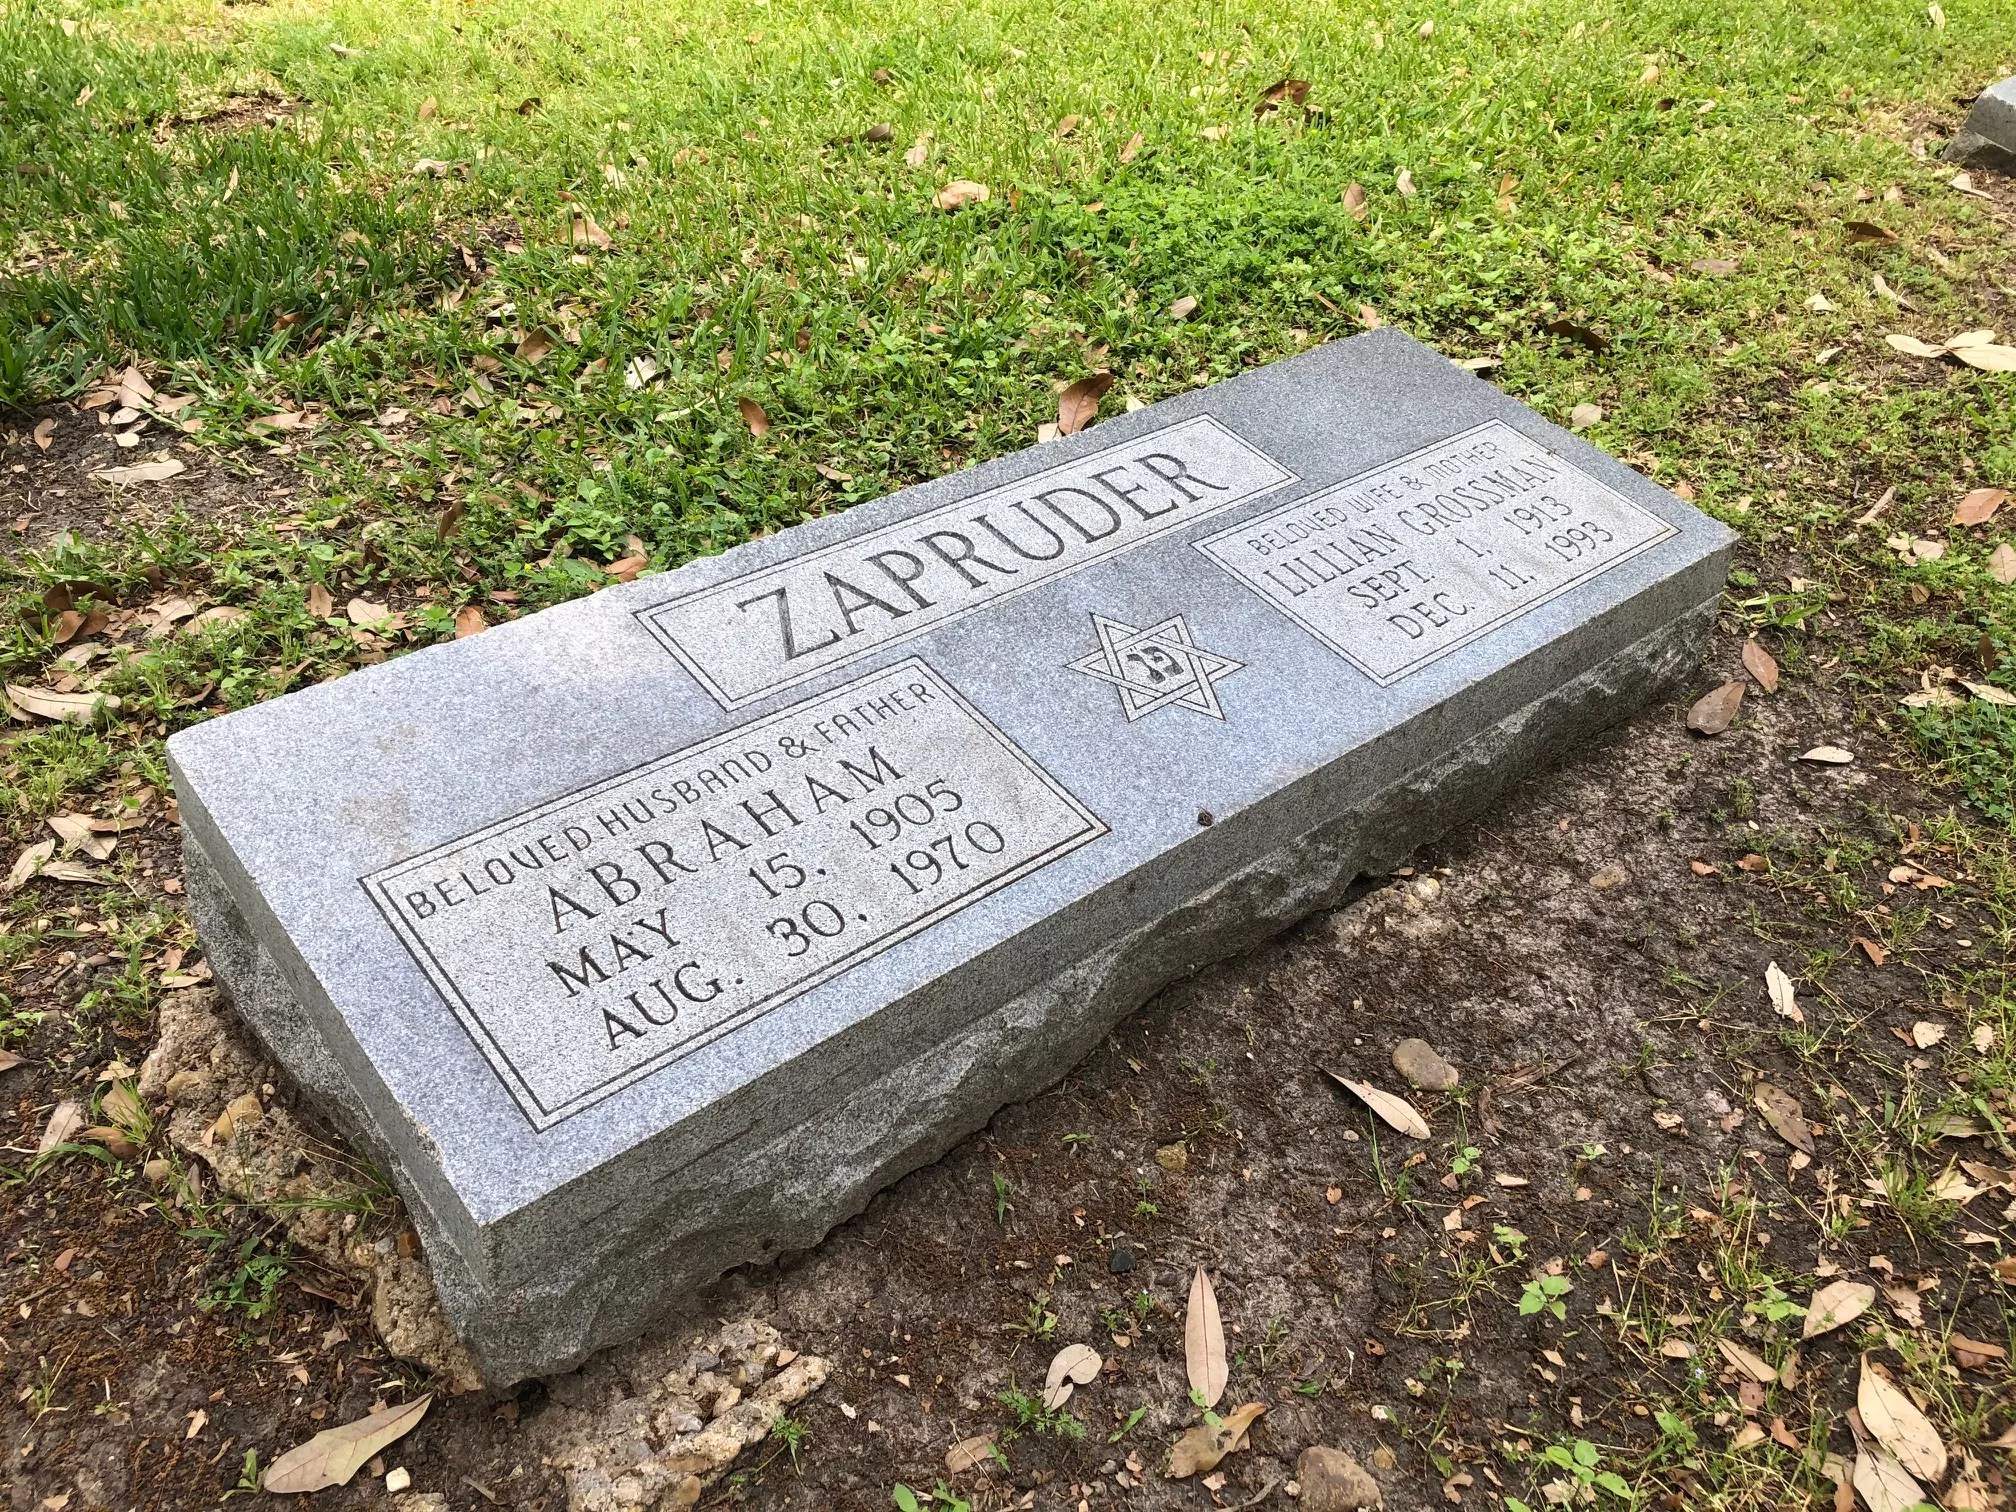 ZAPRUDER
BELOVED HUSBAND & FATHER
ABRAHAM
MAY 15, 1905
AUG. 30, 1970
פנ
BELOVED WIFE & MOTHER
LILLIAN GROSSMAN
SEPT. 1, 1913
DEC. 11, 1993